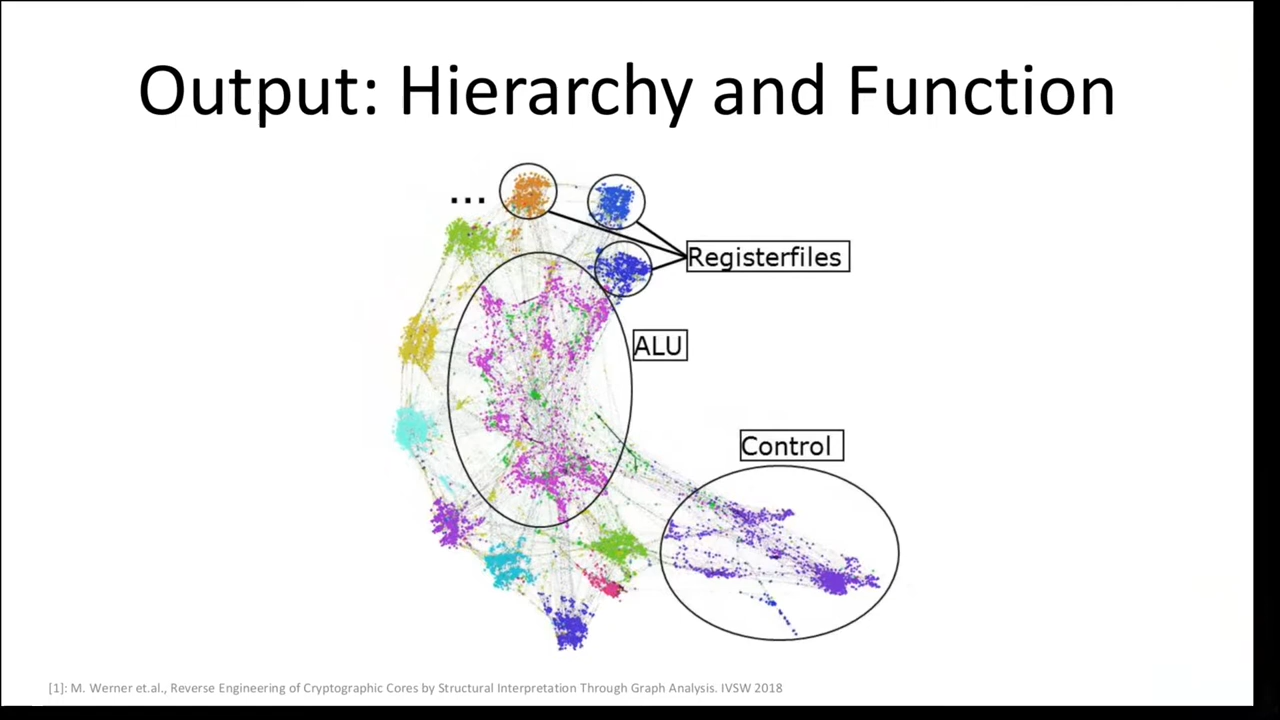 Output: Hierarchy and Function
...
Registerfiles
ALU
Control
[1]: M. Werner et.al., Reverse Engineering of Cryptographic Cores by Structural Interpretation Through Graph Analysis. IVSW 2018